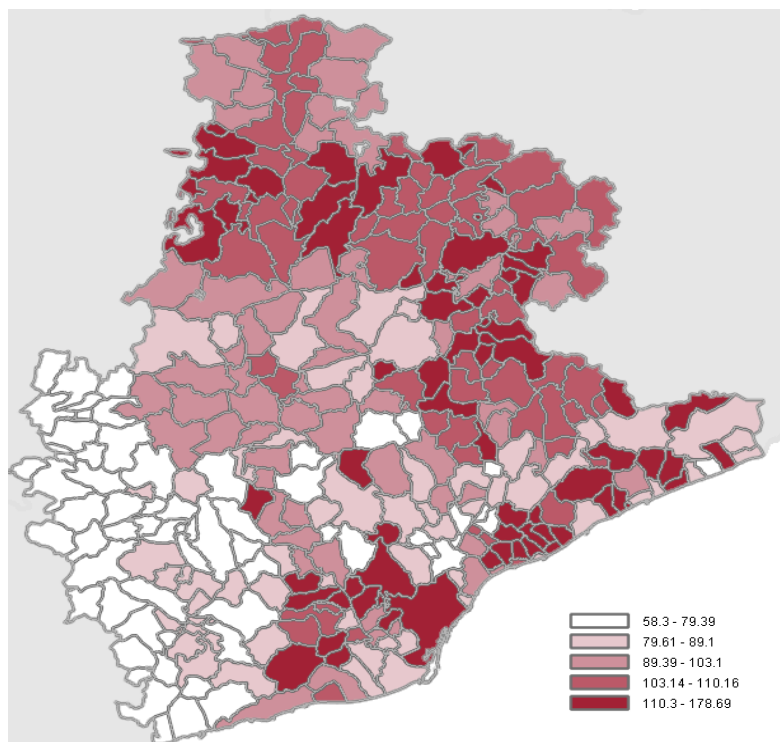 58.3 - 79.39
79.61 - 89.1
89.39 - 103.1
103.14 - 110.16
110.3 - 178.69